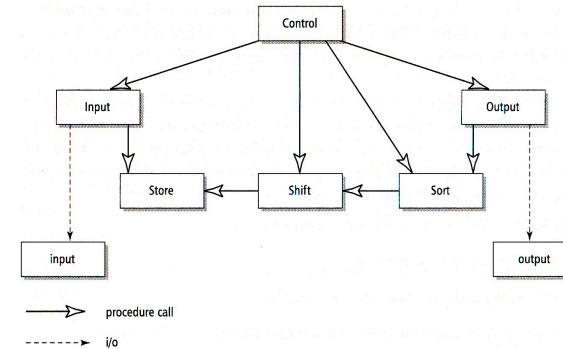 Control
Input
Output
Store
Shift
Sort
input
output
procedure call
i/o